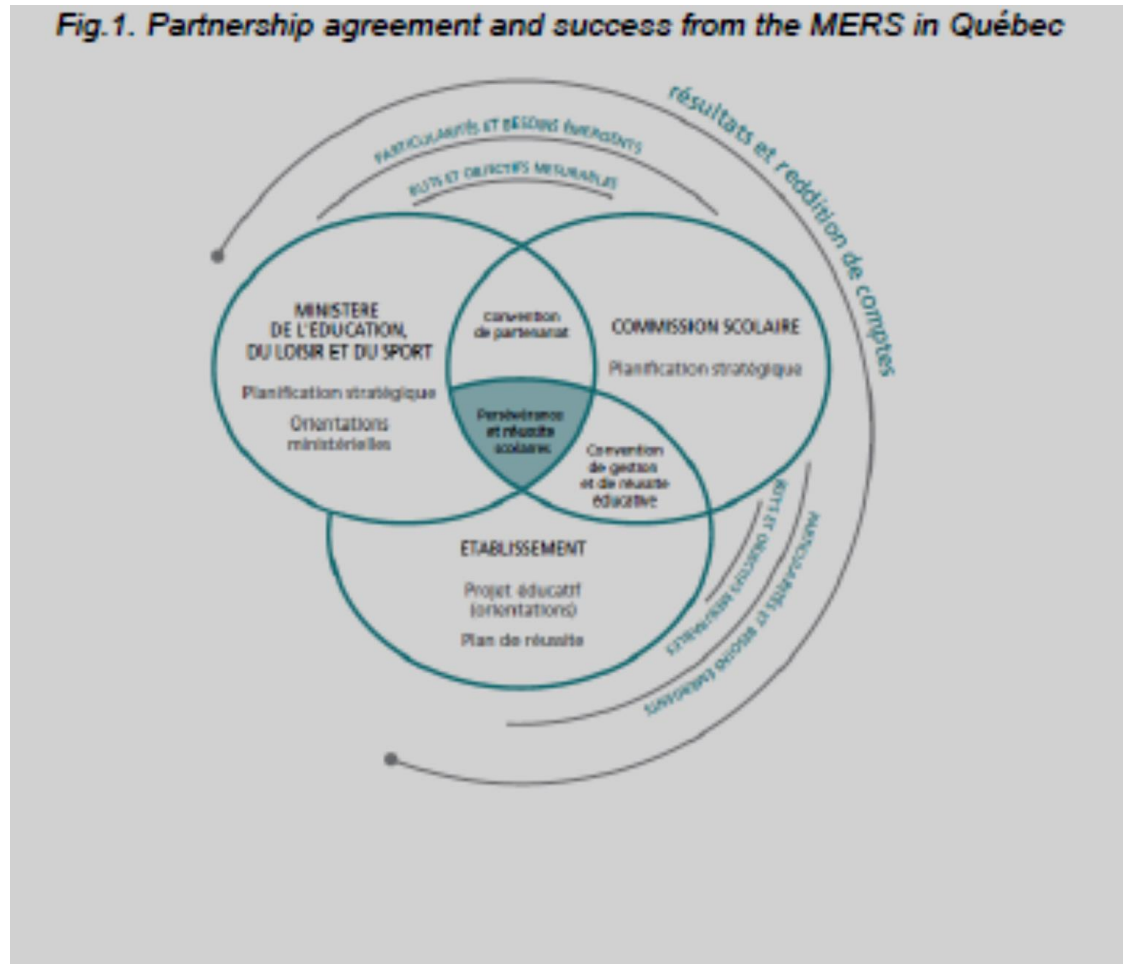 Fig.1. Partnership agreement and success from the MERS in Québec
résultats et reddition de comptes
PARTICULARITÉS ET BESOINS ÉMERGENTS
BUTS ET OBJECTIFS MESURABLES
MINISTÈRE
DE L'ÉDUCATION,
DU LOISIR ET DU SPORT
Planification stratégique
Orientations
ministérielles
Convention
de partenariat
COMMISSION SCOLAIRE
Planification stratégique
Persévérance
et réussite
scolaires
Convention
de gestion
et de réussite
éducative
ÉTABLISSEMENT
Projet éducatif
(orientations)
Plan de réussite
BUTS ET OBJECTIFS MESURABLES
PARTICULARITÉS ET BESOINS ÉMERGENTS